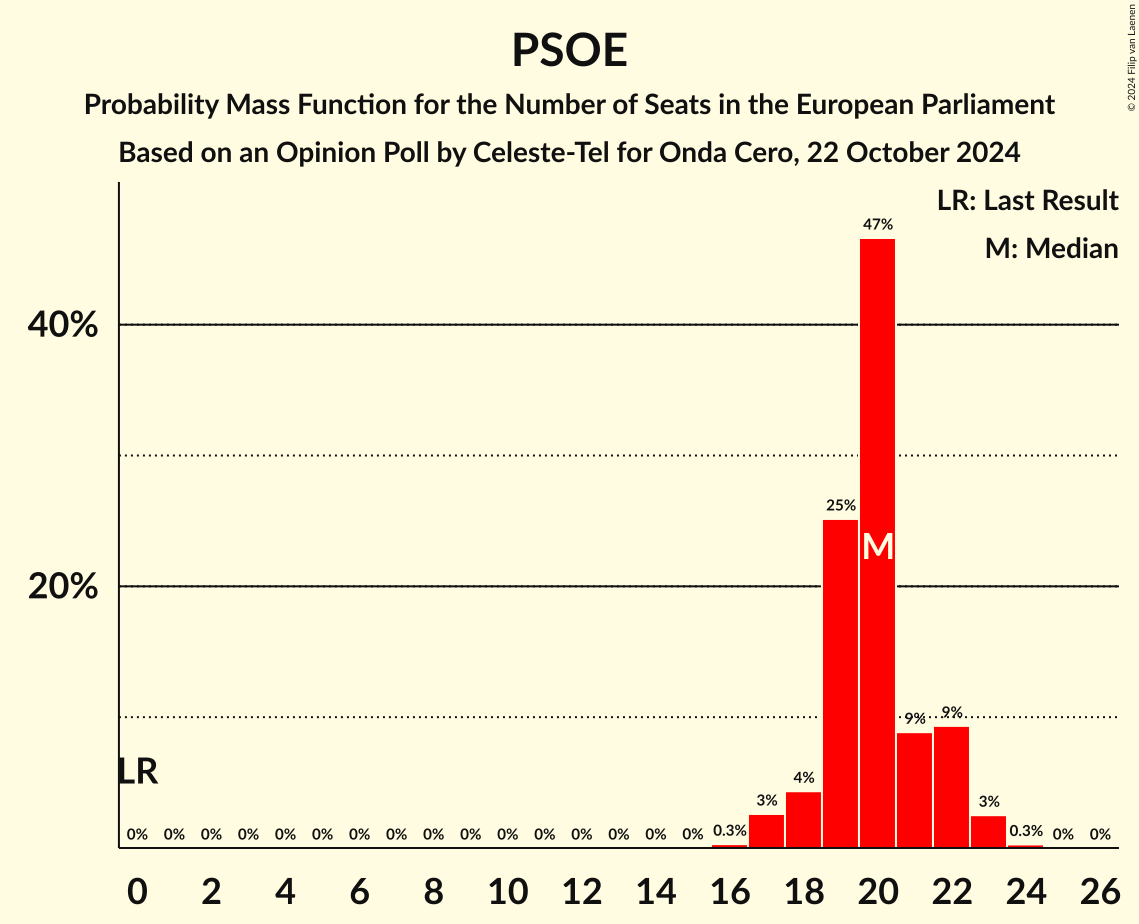 © 2024 Filip van Laenen
PSOE
Probability Mass Function for the Number of Seats in the European Parliament
Based on an Opinion Poll by Celeste-Tel for Onda Cero, 22 October 2024
LR: Last Result
M: Median
40%
20%
47%
25%
M
9%
9%
LR
4%
3%
3%
0% 0% 0% 0% 0% 0% 0% 0% 0% 0% 0% 0% 0% 0% 0% 0% 0.3% 0.3% 0% 0%
0 2 4 6 8 10 12 14 16 18 20 22 24 26